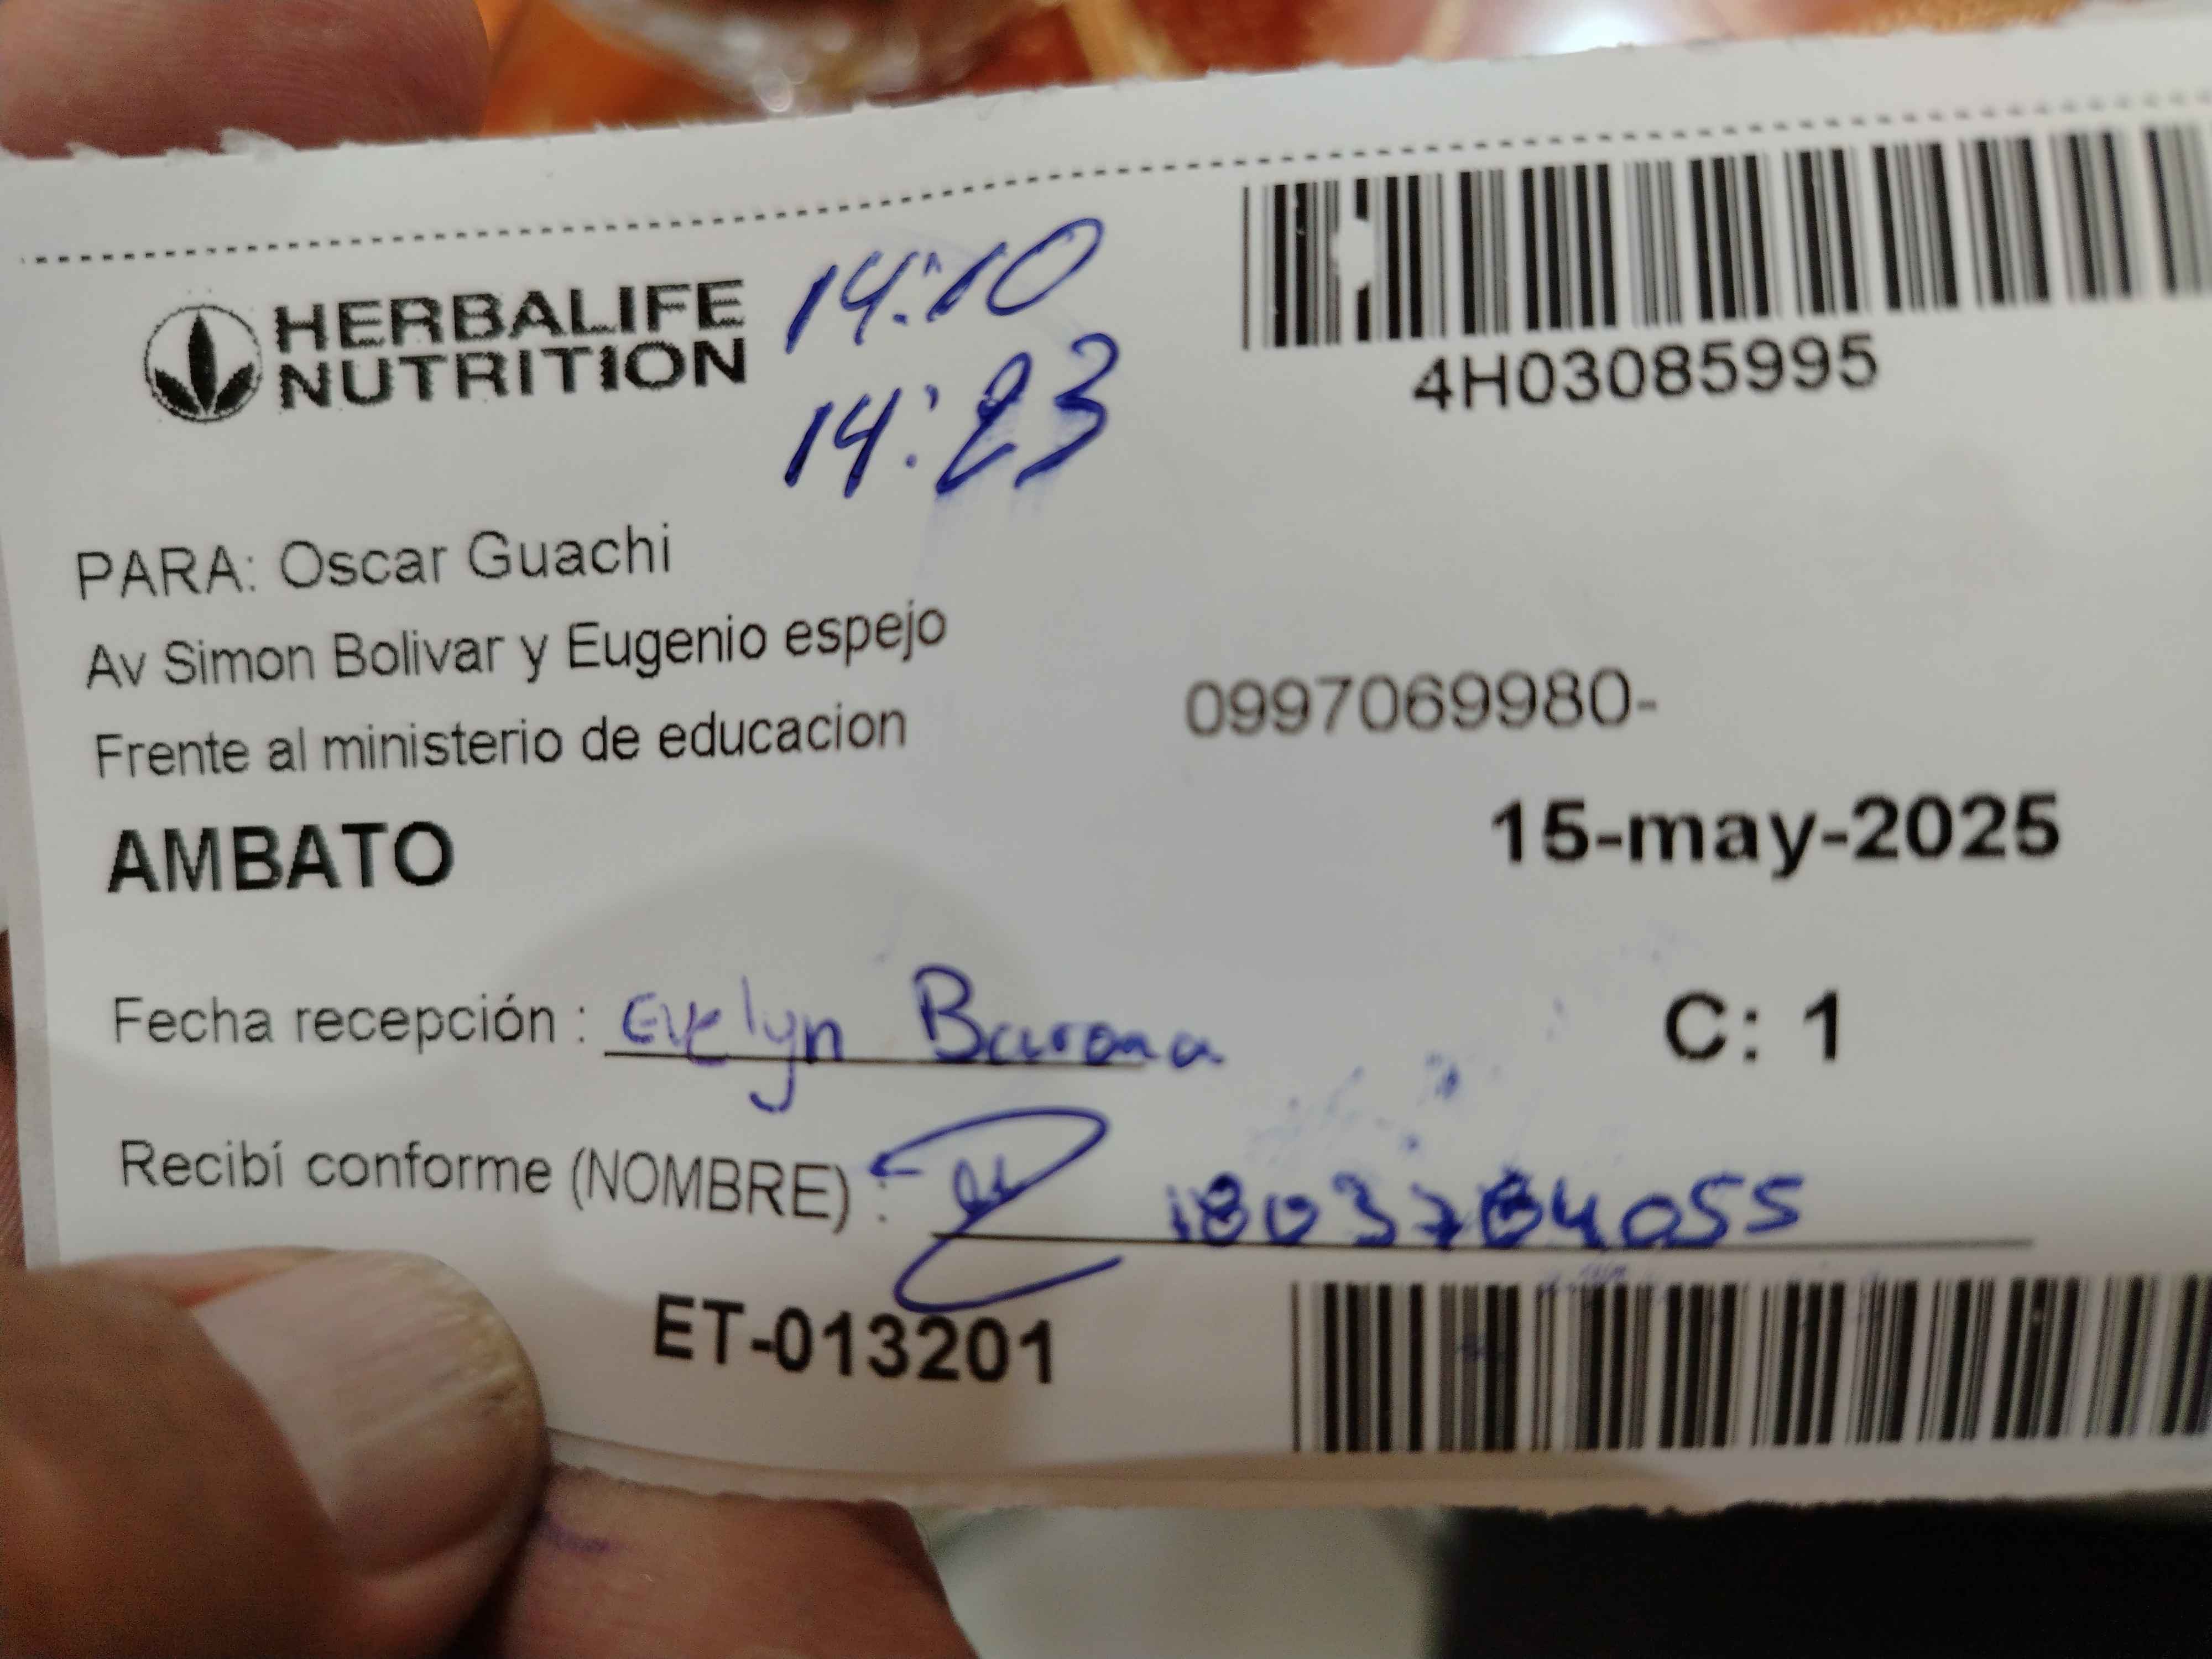 HERBALIFE
NUTRITION
14:10
14:23
4H03085995
PARA: Oscar Guachi
Av Simon Bolivar y Eugenio espejo
Frente al ministerio de educacion
0997069980-
AMBATO
15-may-2025
Fecha recepción : Evelyn Barona
C: 1
Recibí conforme (NOMBRE) :
ET-013201